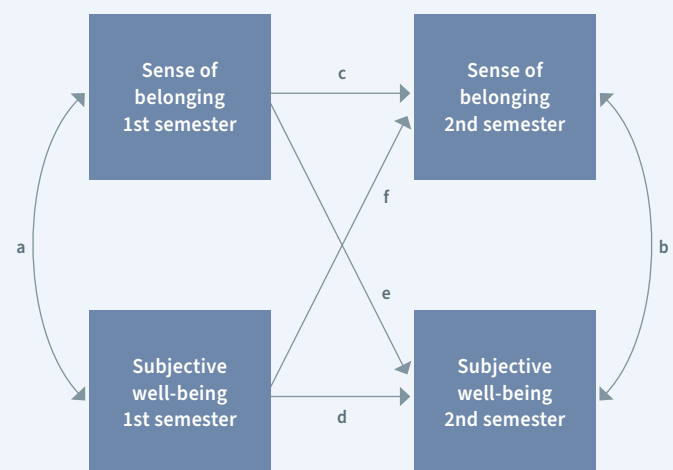 Sense of
belonging
1st semester
c
Sense of
belonging
2nd semester
f
a
b
e
Subjective
well-being
1st semester
d
Subjective
well-being
2nd semester